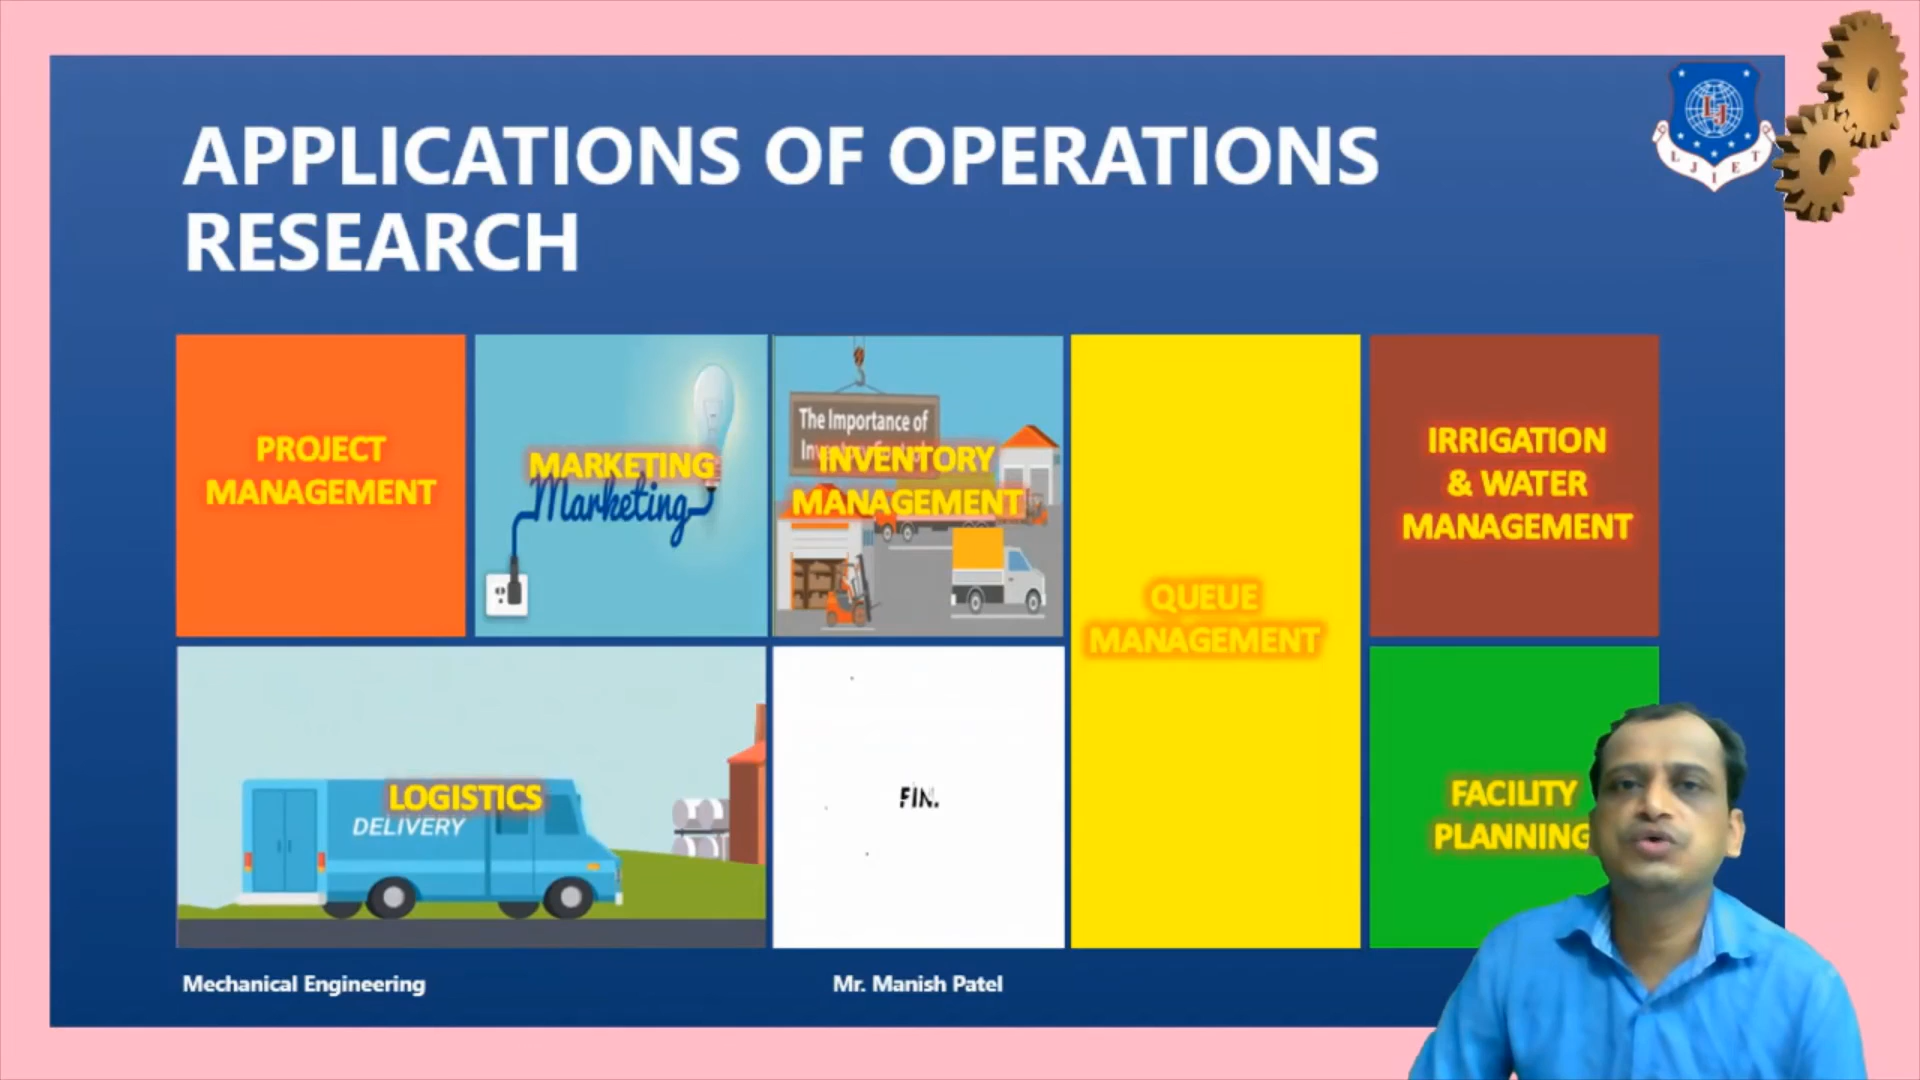 APPLICATIONS OF OPERATIONS
RESEARCH
LJ
L J I E T
PROJECT
MANAGEMENT
MARKETING
Marketing
The Importance of
INVENTORY
MANAGEMENT
QUEUE
MANAGEMENT
IRRIGATION
& WATER
MANAGEMENT
LOGISTICS
DELIVERY
FIN.
FACILITY
PLANNING
Mechanical Engineering
Mr. Manish Patel